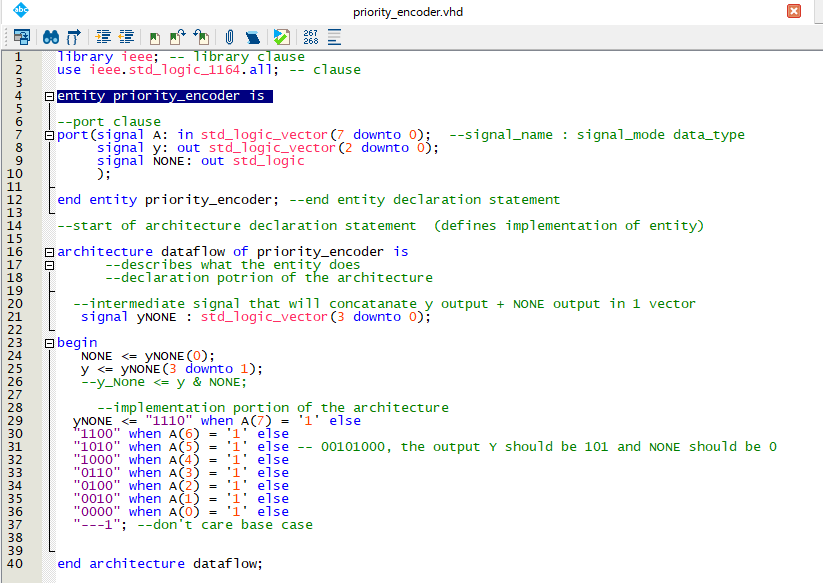 abc
priority_encoder.vhd
267
268
1 library ieee; -- library clause
2 use ieee.std_logic_1164.all; -- clause
3
4 entity priority_encoder is
5
6 --port clause
7 port(signal A: in std_logic_vector(7 downto 0);  --signal_name : signal_mode data_type
8 signal y: out std_logic_vector(2 downto 0);
9 signal NONE: out std_logic
10 );
11
12 end entity priority_encoder; --end entity declaration statement
13
14 --start of architecture declaration statement  (defines implementation of entity)
15
16 architecture dataflow of priority_encoder is
17 --describes what the entity does
18 --declaration potrion of the architecture
19
20 --intermediate signal that will concatanate y output + NONE output in 1 vector
21 signal yNONE : std_logic_vector(3 downto 0);
22
23 begin
24 NONE <= yNONE(0);
25 y <= yNONE(3 downto 1);
26 --y_None <= y & NONE;
27
28 --implementation portion of the architecture
29 yNONE <= "1110" when A(7) = '1' else
30 "1100" when A(6) = '1' else
31 "1010" when A(5) = '1' else -- 00101000, the output Y should be 101 and NONE should be 0
32 "1000" when A(4) = '1' else
33 "0110" when A(3) = '1' else
34 "0100" when A(2) = '1' else
35 "0010" when A(1) = '1' else
36 "0000" when A(0) = '1' else
37 "---1"; --don't care base case
38
39
40 end architecture dataflow;